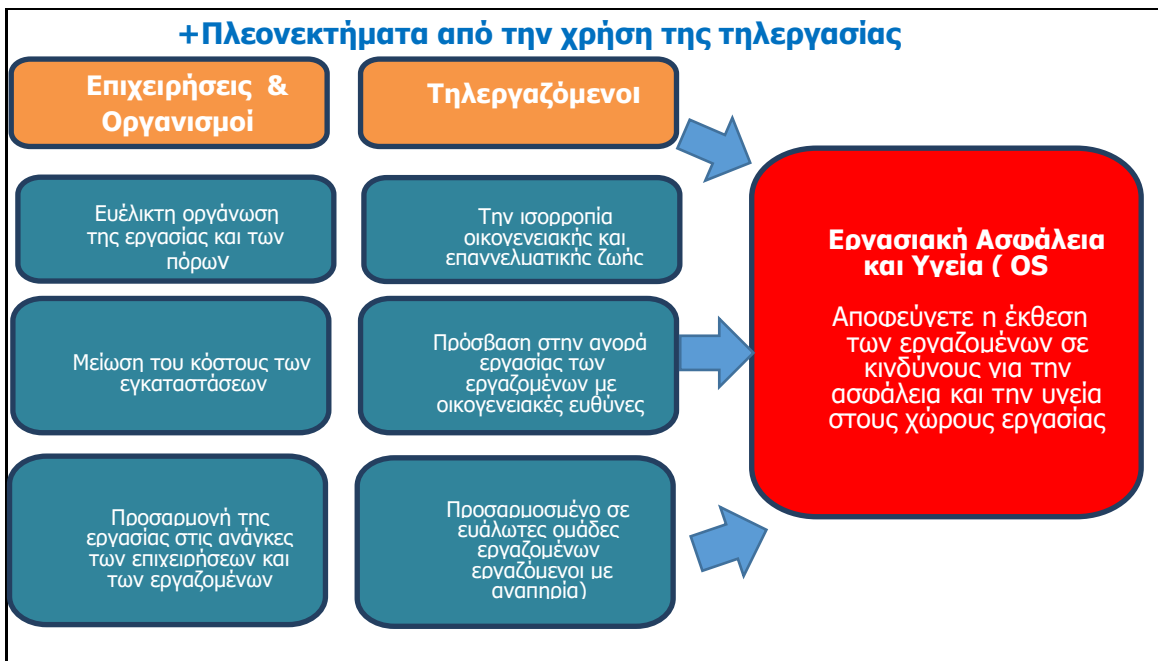 +Πλεονεκτήματα από την χρήση της τηλεργασίας
Επιχειρήσεις &
Οργανισμοί
Τηλεργαζόμενοι
Ευέλικτη οργάνωση
της εργασίας και των
πόρων
Την ισορροπία
οικογενειακής και
επαγγελματικής ζωής
Μείωση του κόστους των
εγκαταστάσεων
Πρόσβαση στην αγορά
εργασίας των
εργαζομένων με
οικογενειακές ευθύνες
Προσαρμογή της
εργασίας στις ανάγκες
των επιχειρήσεων και
των εργαζομένων
Προσαρμοσμένο σε
ευάλωτες ομάδες
εργαζομένων
εργαζόμενοι με
αναπηρία)
Εργασιακή Ασφάλεια
και Υγεία ( OS
Αποφεύγετε η έκθεση
των εργαζομένων σε
κινδύνους για την
ασφάλεια και την υγεία
στους χώρους εργασίας